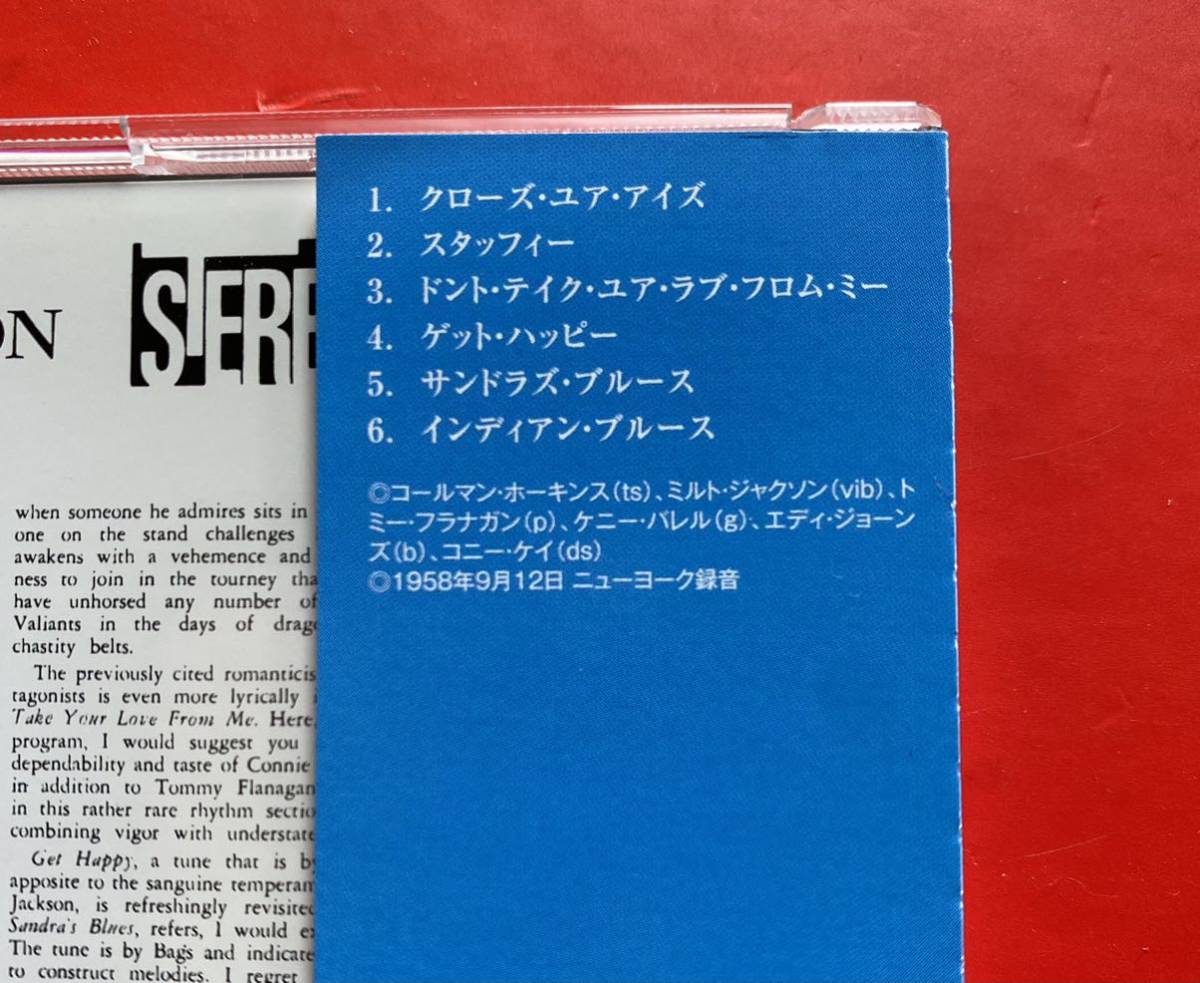 ON
STERE
when someone he admires sits in
one on the stand challenges
awakens with a vehemence and
ness to join in the tourney tha
have unhorsed any number of
Valiants in the days of drag
chastity belts.
The previously cited romanticis
tagonists is even more lyrically
Take Your Love From Me. Here,
program, I would suggest you
dependability and taste of Connie
in addition to Tommy Flanagan
in this rather rare rhythm sectio
combining vigor with understate
Get Happy, a tune that is by
apposite to the sanguine temperam
Jackson, is refreshingly revisited
Sandra's Blues, refers, I would ex
The tune is by Bags and indicate
to construct melodies. I regret
1. クローズ・ユア・アイズ
2. スタッフィー
3. ドント・テイク・ユア・ラブ・フロム・ミー
4. ゲット・ハッピー
5. サンドラズ・ブルース
6. インディアン・ブルース
◎コールマン・ホーキンス(ts)、ミルト・ジャクソン(vib)、ト
ミー・フラナガン(p)、ケニー・バレル(g)、エディ・ジョーン
ズ(b)、コニー・ケイ(ds)
◎1958年9月12日 ニューヨーク録音